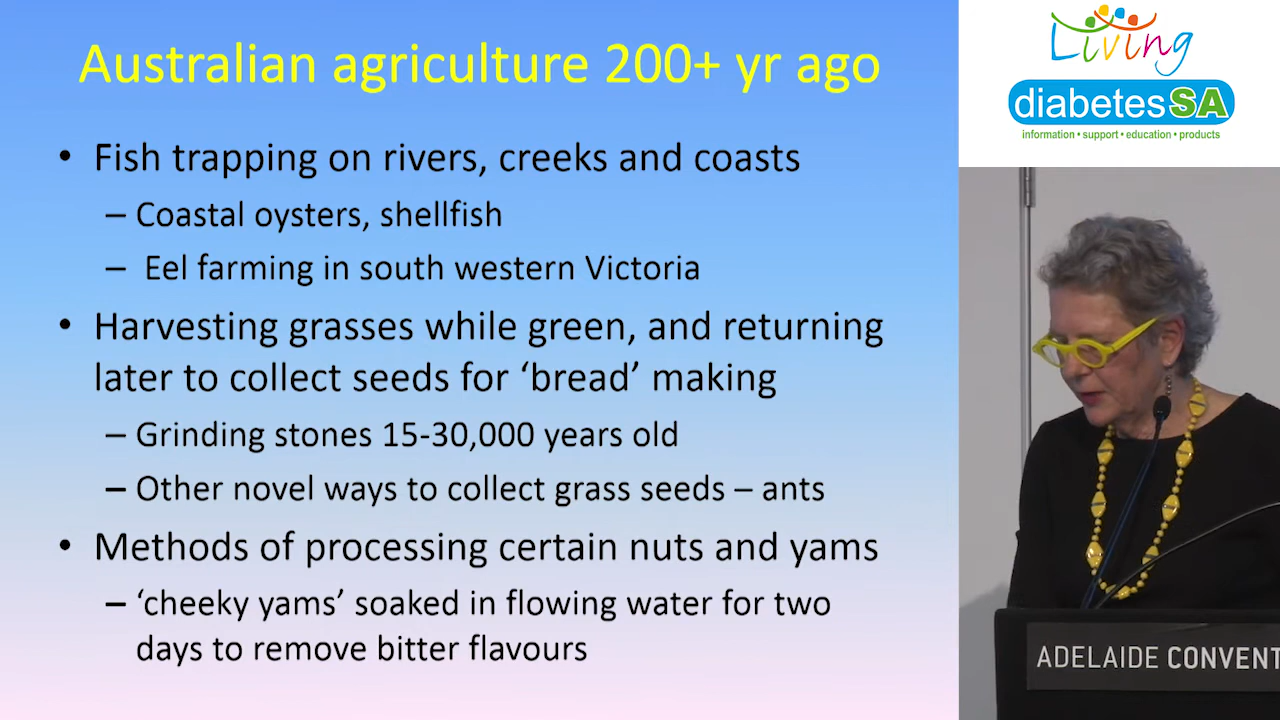 Australian agriculture 200+ yr ago
• Fish trapping on rivers, creeks and coasts
– Coastal oysters, shellfish
– Eel farming in south western Victoria
• Harvesting grasses while green, and returning
later to collect seeds for ‘bread’ making
– Grinding stones 15-30,000 years old
– Other novel ways to collect grass seeds – ants
• Methods of processing certain nuts and yams
– ‘cheeky yams’ soaked in flowing water for two
days to remove bitter flavours
Living
diabetesSA
information • support • education • products
ADELAIDE CONVENT